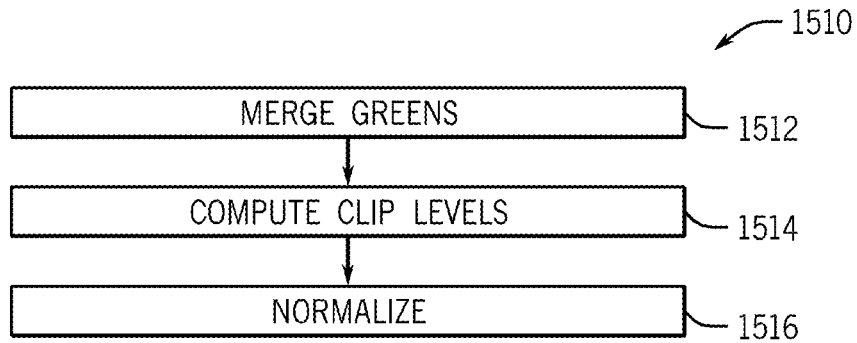 1510
MERGE GREENS
1512
COMPUTE CLIP LEVELS
1514
NORMALIZE
1516